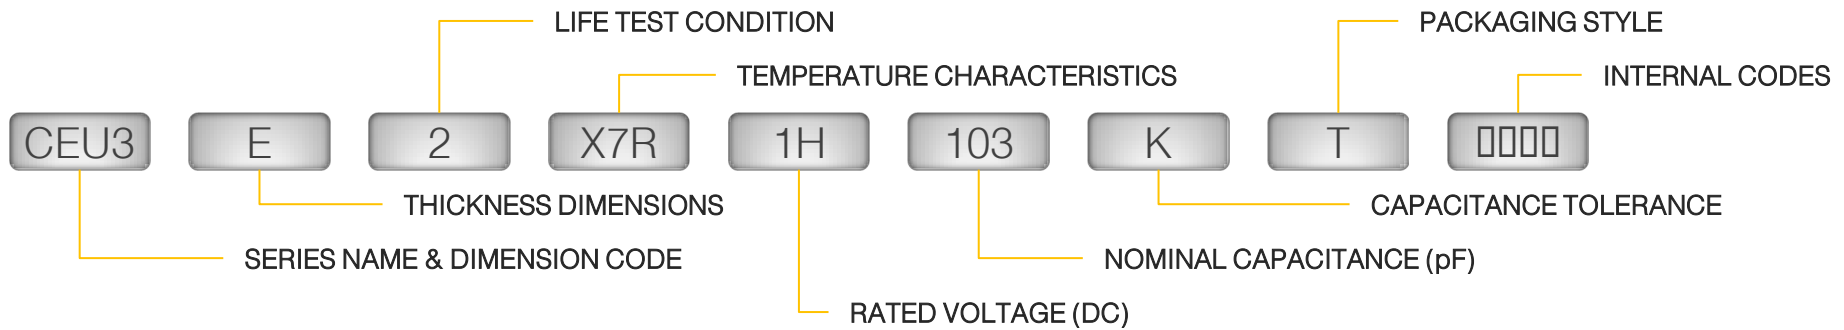 LIFE TEST CONDITION
PACKAGING STYLE
TEMPERATURE CHARACTERISTICS
INTERNAL CODES
CEU3 E 2 X7R 1H 103 K T ▯▯▯▯
THICKNESS DIMENSIONS
CAPACITANCE TOLERANCE
SERIES NAME & DIMENSION CODE
NOMINAL CAPACITANCE (pF)
RATED VOLTAGE (DC)